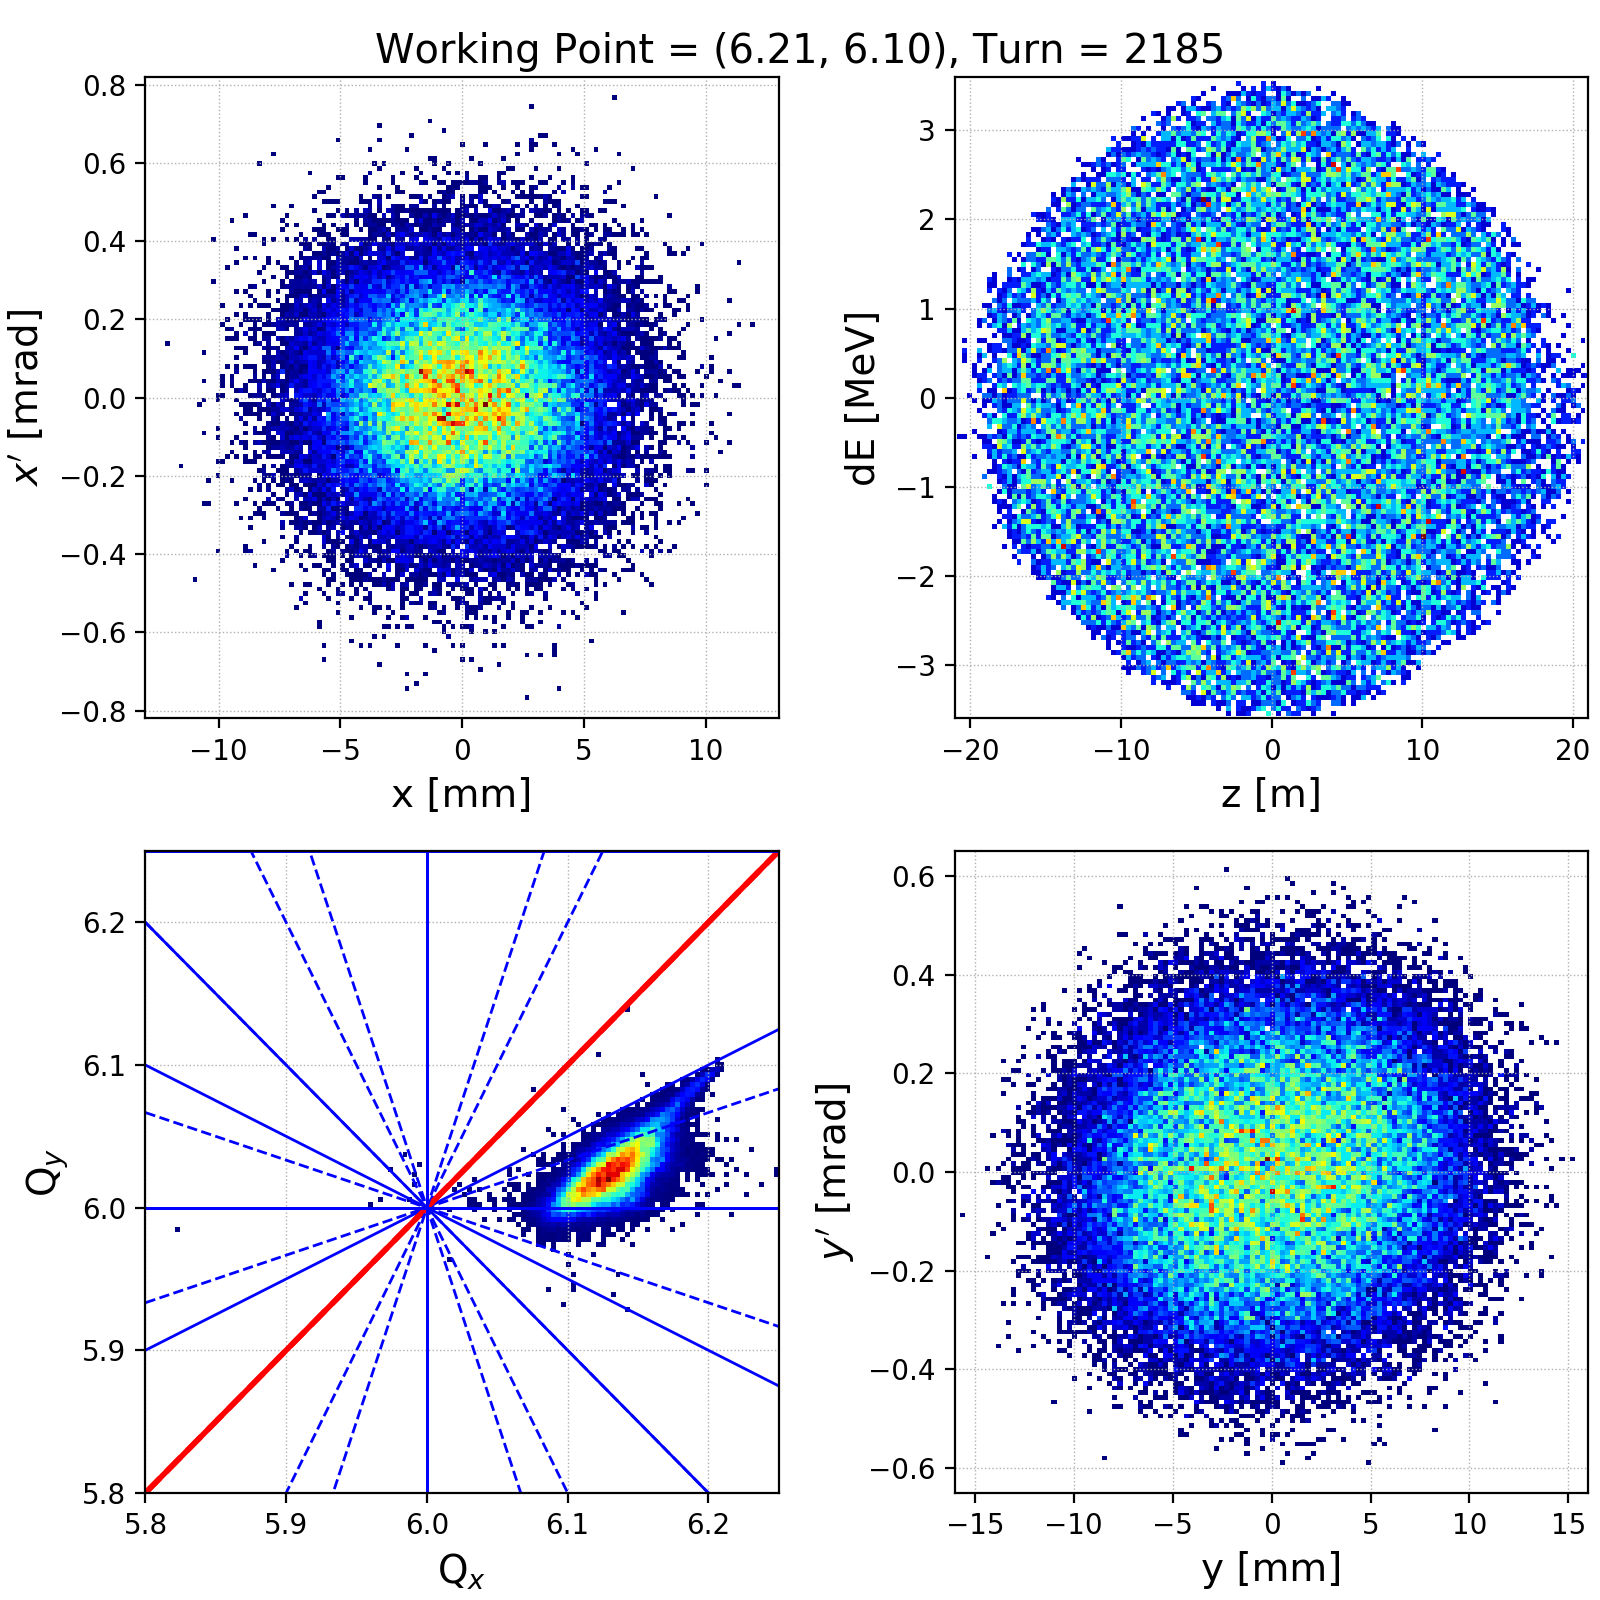 Working Point = (6.21, 6.10), Turn = 2185
0.8
0.6
0.4
0.2
0.0
−0.2
−0.4
−0.6
−0.8
x′ [mrad]
−10 −5 0 5 10
x [mm]
3
2
1
0
−1
−2
−3
dE [MeV]
−20 −10 0 10 20
z [m]
6.2
6.1
6.0
5.9
5.8
Qy
5.8 5.9 6.0 6.1 6.2
Qx
0.6
0.4
0.2
0.0
−0.2
−0.4
−0.6
y′ [mrad]
−15 −10 −5 0 5 10 15
y [mm]